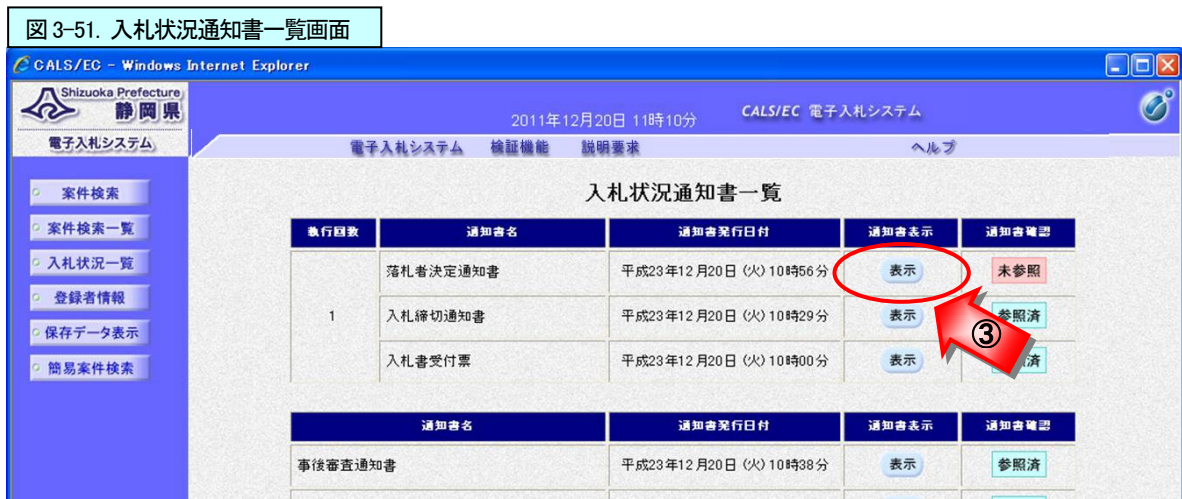 図 3-51. 入札状況通知書一覧画面
CALS/EC - Windows Internet Explorer
Shizuoka Prefecture
静岡県
電子入札システム
2011年12月20日 11時10分
CALS/EC 電子入札システム
電子入札システム 検証機能 説明要求 ヘルプ
案件検索
案件検索一覧
入札状況一覧
登録者情報
保存データ表示
簡易案件検索
入札状況通知書一覧
執行回数 通知書名 通知書発行日付 通知書表示 通知書確認
落札者決定通知書 平成23年12月20日 (火) 10時56分 表示 未参照
1 入札締切通知書 平成23年12月20日 (火) 10時29分 表示 参照済
入札書受付票 平成23年12月20日 (火) 10時00分 表示 済
③
通知書名 通知書発行日付 通知書表示 通知書確認
事後審査通知書 平成23年12月20日 (火) 10時38分 表示 参照済